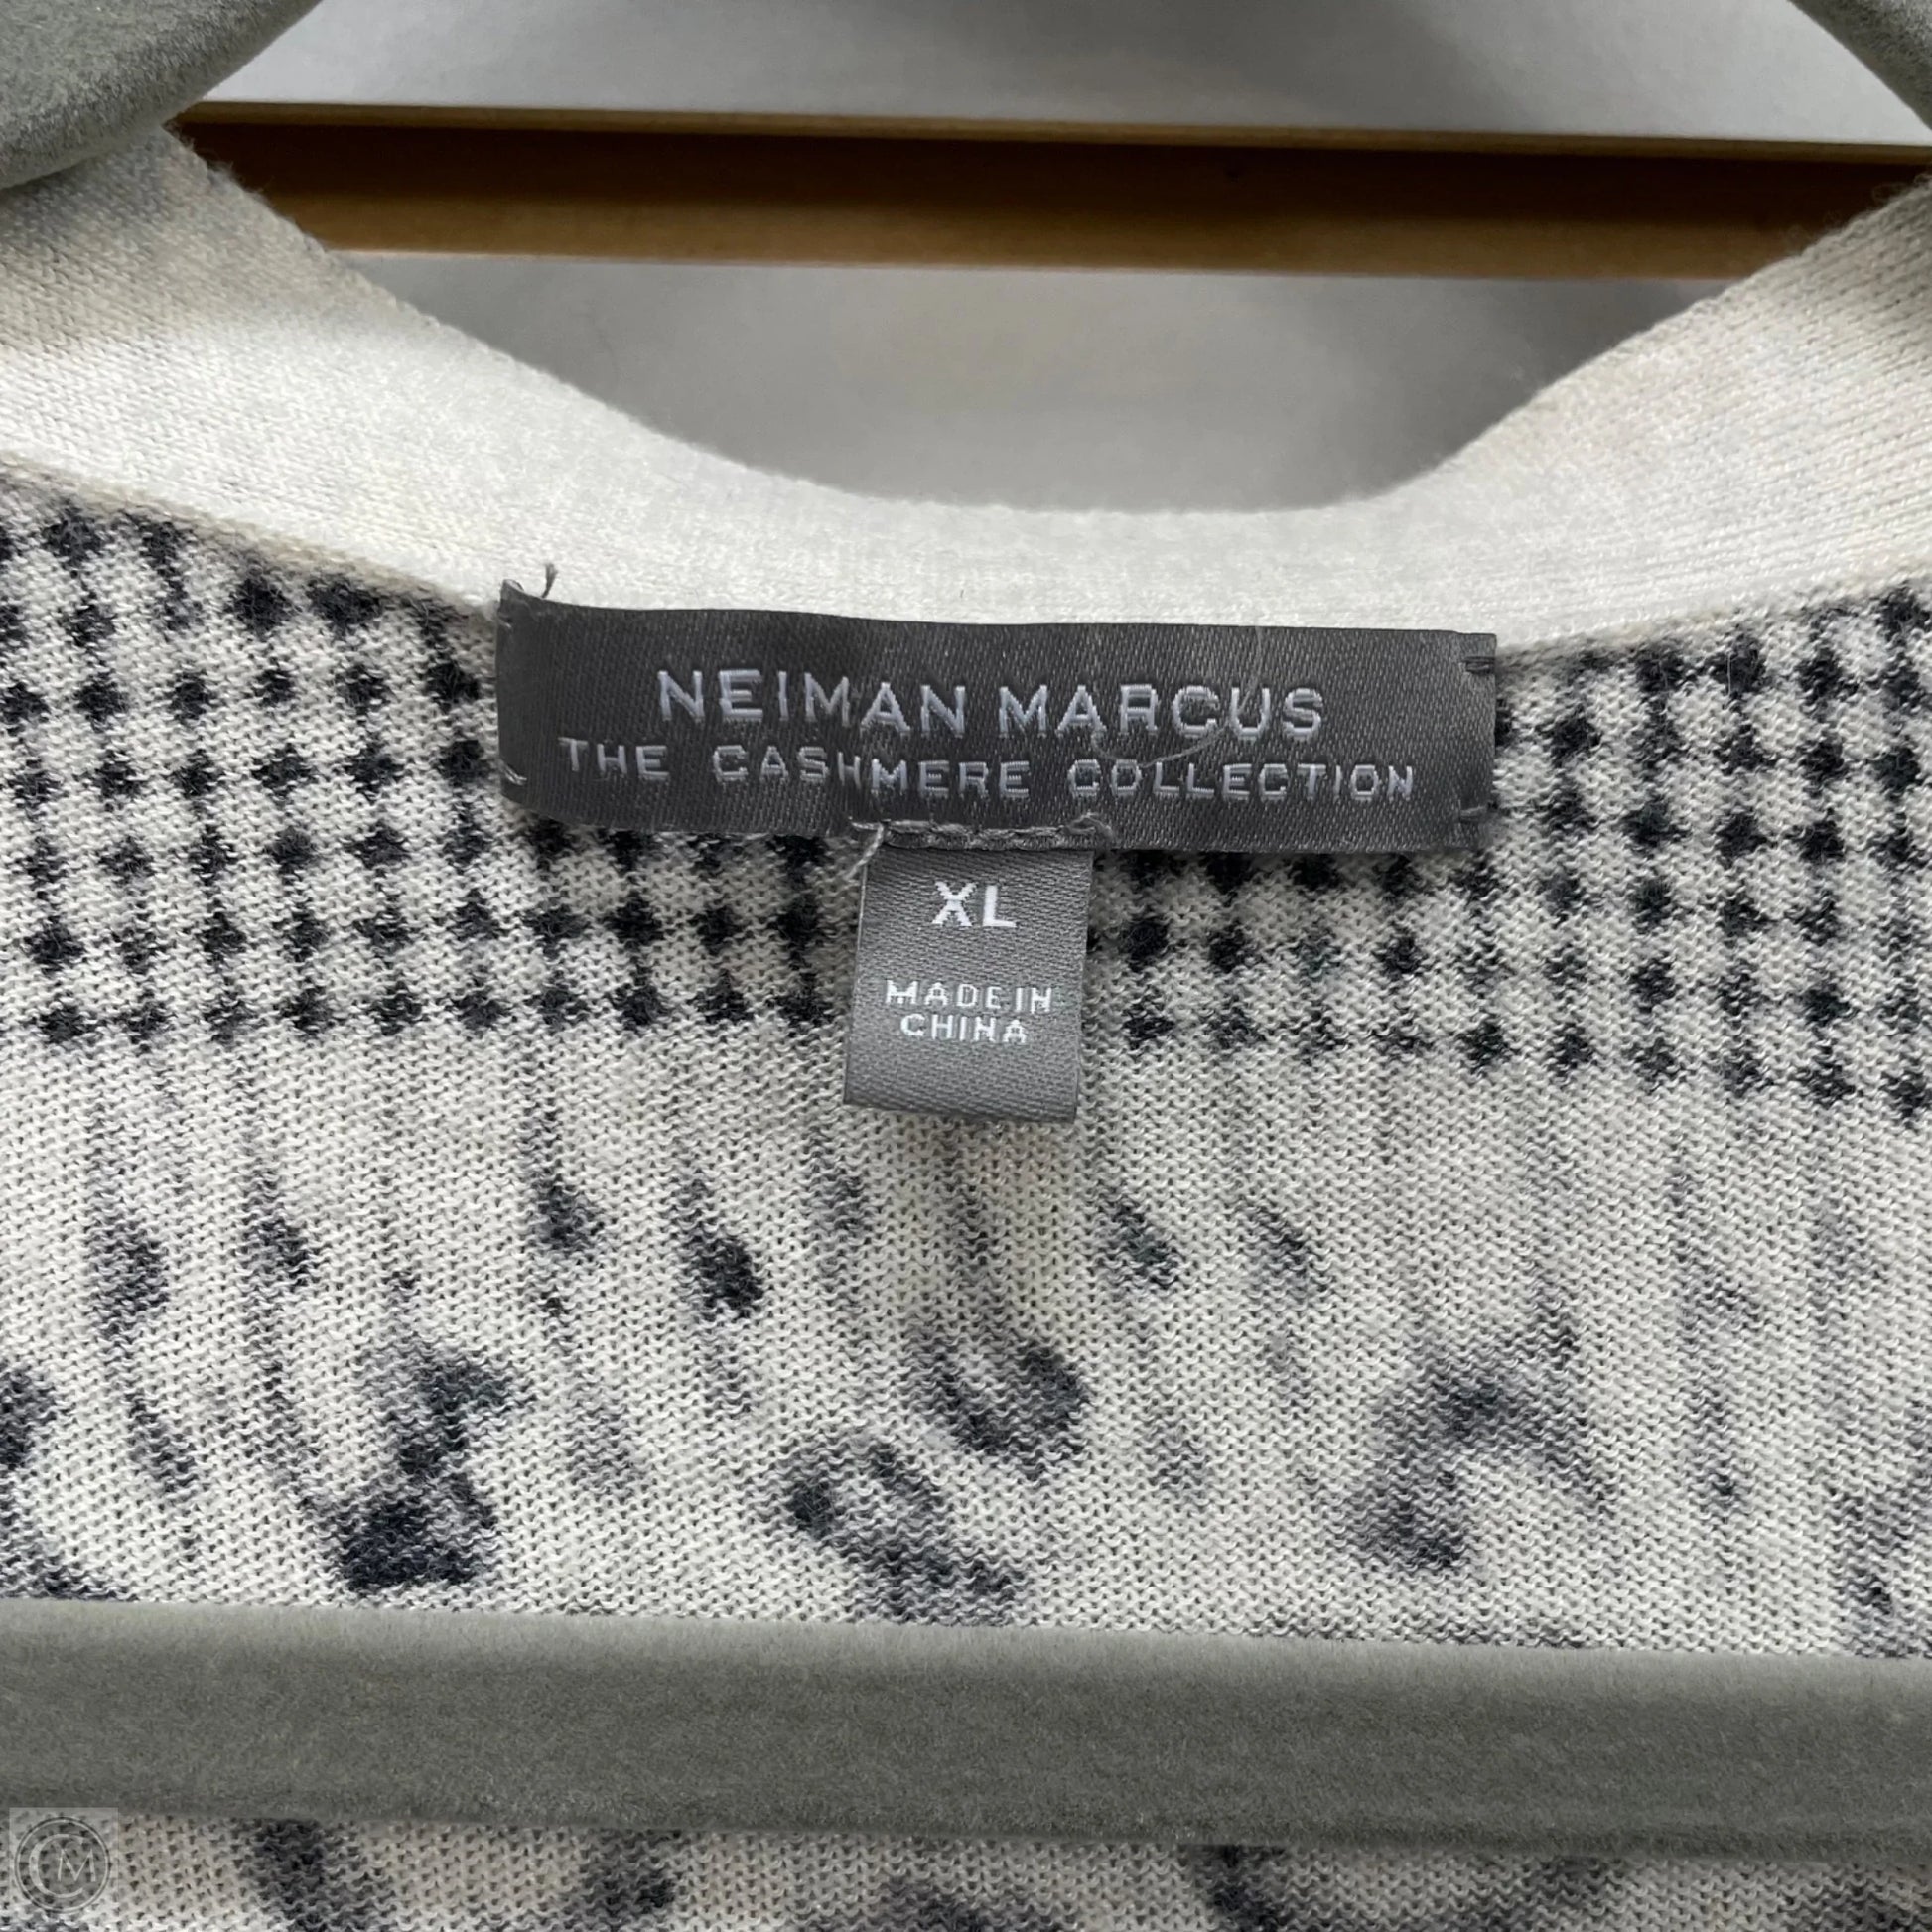 NEIMAN MARCUS
THE CASHMERE COLLECTION
XL
MADE IN
CHINA